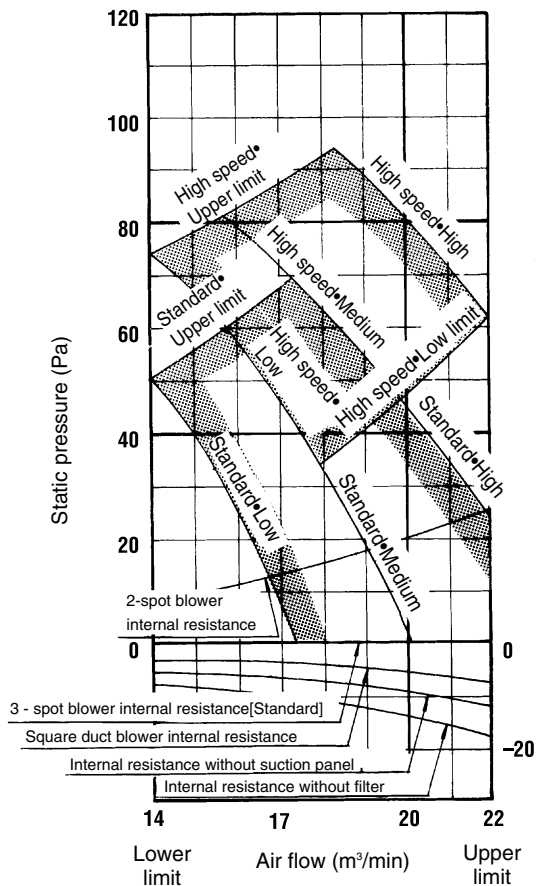 120
100
80
60
40
20
0
0
−20
Static pressure (Pa)
High speed•
Upper limit
High speed•High
Standard•
Upper limit
High speed•Medium
High speed•
Low
High speed•Low limit
Standard•High
Standard•Low
Standard•Medium
2-spot blower
internal resistance
3 - spot blower internal resistance[Standard]
Square duct blower internal resistance
Internal resistance without suction panel
Internal resistance without filter
14
17
20
22
Lower
limit
Air flow (m³/min)
Upper
limit